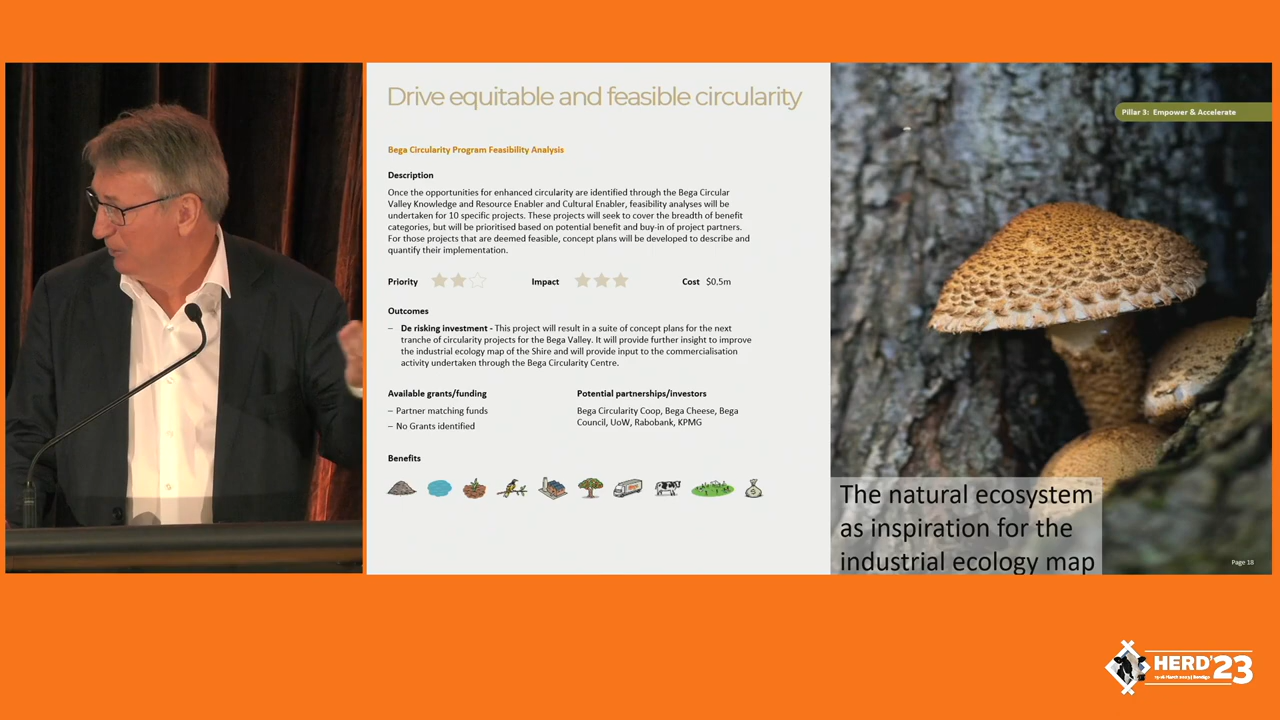 Drive equitable and feasible circularity
Pillar 3: Empower & Accelerate
Bega Circularity Program Feasibility Analysis
Description
Once the opportunities for enhanced circularity are identified through the Bega Circular
Valley Knowledge and Resource Enabler and Cultural Enabler, feasibility analyses will be
undertaken for 10 specific projects. These projects will seek to cover the breadth of benefit
categories, but will be prioritised based on potential benefit and buy-in of project partners.
For those projects that are deemed feasible, concept plans will be developed to describe and
quantify their implementation.
Priority Impact Cost $0.5m
Outcomes
– De risking investment - This project will result in a suite of concept plans for the next
tranche of circularity projects for the Bega Valley. It will provide further insight to improve
the industrial ecology map of the Shire and will provide input to the commercialisation
activity undertaken through the Bega Circularity Centre.
Available grants/funding
– Partner matching funds
– No Grants identified
Potential partnerships/investors
Bega Circularity Coop, Bega Cheese, Bega
Council, UoW, Rabobank, KPMG
Benefits
The natural ecosystem
as inspiration for the
industrial ecology map
Page 18
HERD'23
March 2023 | Bendigo